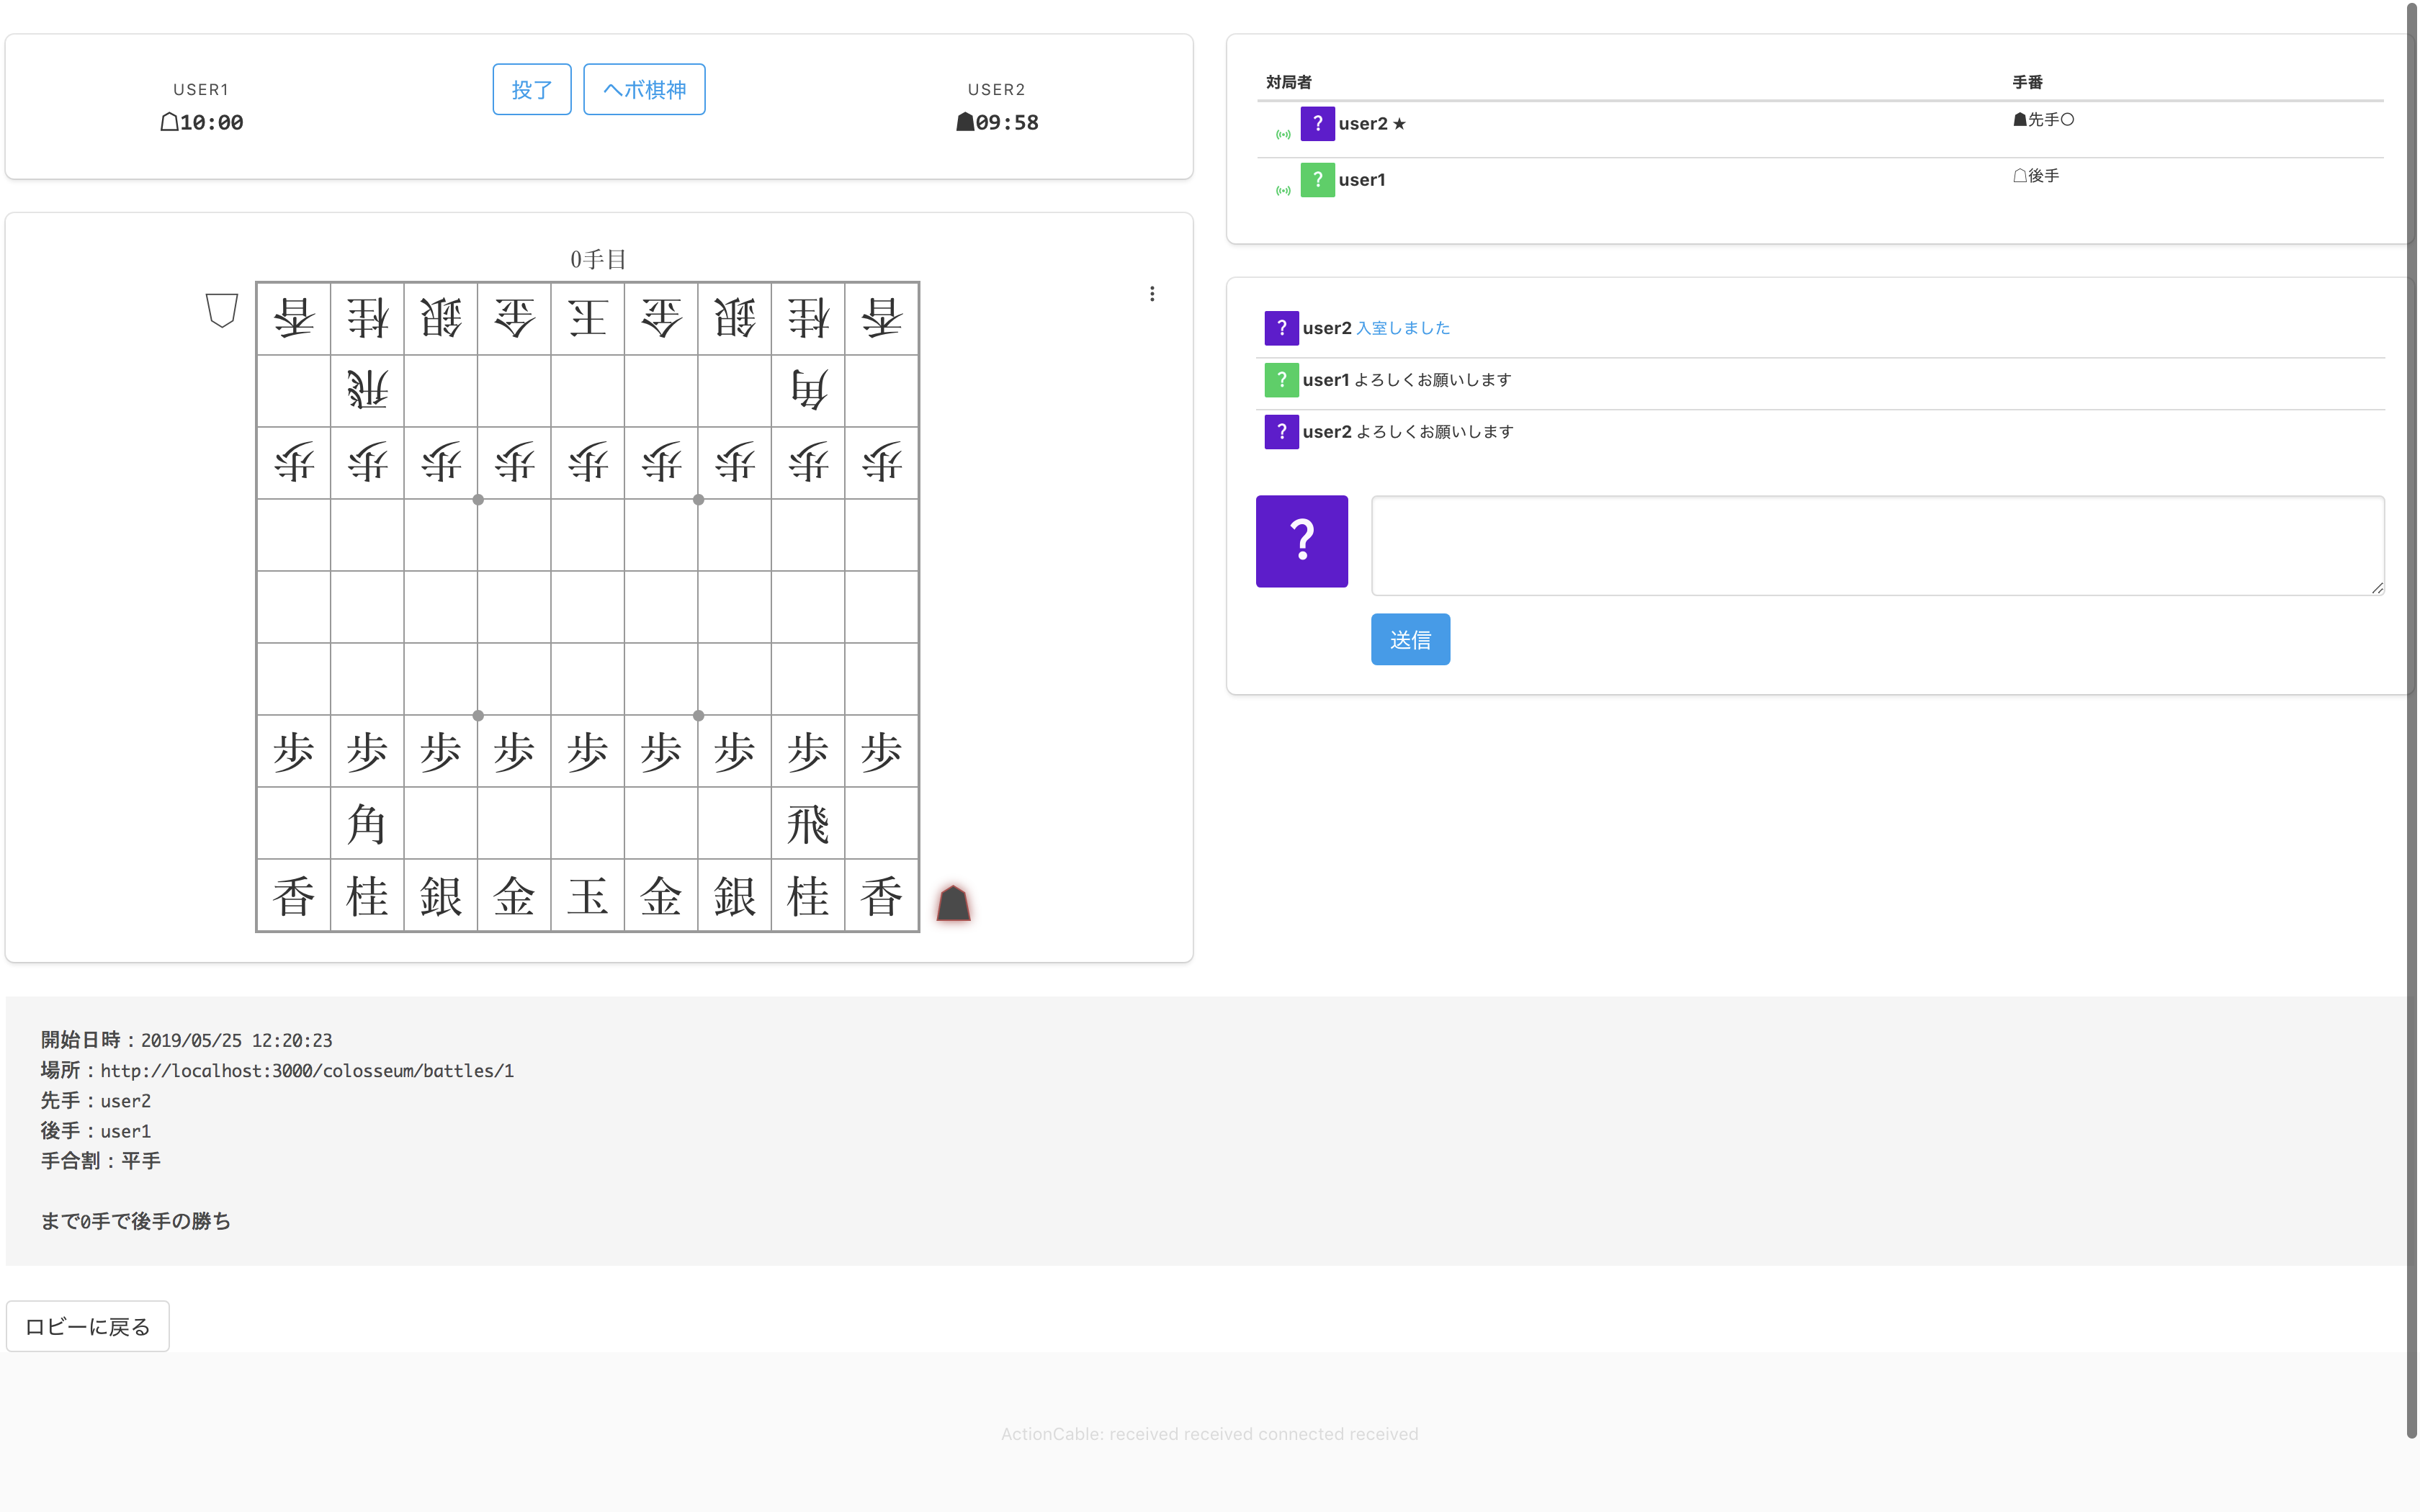 USER1
☖10:00
投了
ヘボ棋神
USER2
☗09:58
0手目
香桂銀金王金銀桂香
飛角
歩歩歩歩歩歩歩歩歩
歩歩歩歩歩歩歩歩歩
角飛
香桂銀金玉金銀桂香
対局者 手番
? user2 ★ ☗先手〇
? user1 ☖後手
? user2 入室しました
? user1 よろしくお願いします
? user2 よろしくお願いします
?
送信
開始日時：2019/05/25 12:20:23
場所：http://localhost:3000/colosseum/battles/1
先手：user2
後手：user1
手合割：平手
まで0手で後手の勝ち
ロビーに戻る
ActionCable: received received connected received